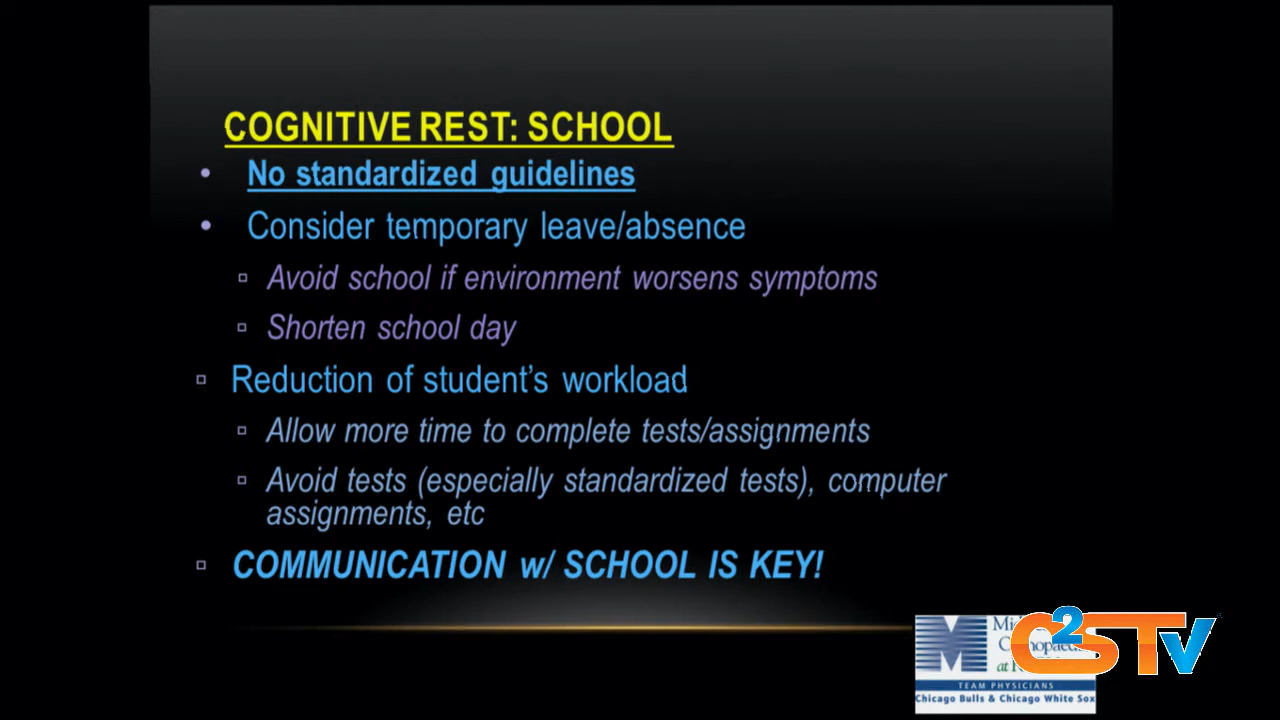 COGNITIVE REST: SCHOOL
• No standardized guidelines
• Consider temporary leave/absence
▫ Avoid school if environment worsens symptoms
▫ Shorten school day
▫ Reduction of student’s workload
▫ Allow more time to complete tests/assignments
▫ Avoid tests (especially standardized tests), computer
assignments, etc
▫ COMMUNICATION w/ SCHOOL IS KEY!
C2STV
at
TEAM PHYSICIANS
Chicago Bulls & Chicago White Sox